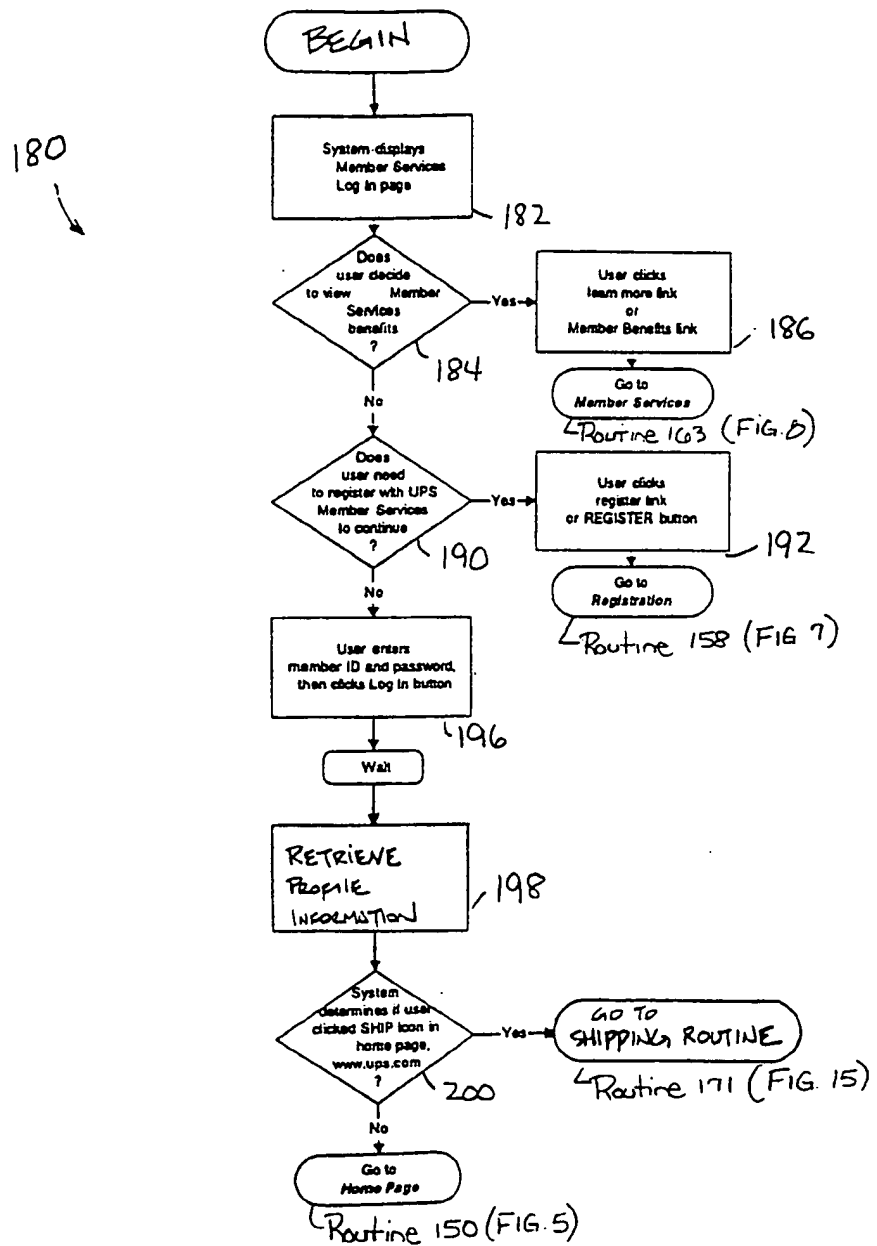 BEGIN
180
System displays
Member Services
Log In page
182
Does
user decide
to view Member
Services
benefits
?
184
Yes
User clicks
learn more link
or
Member Benefits link
186
Go to
Member Services
Routine 163 (FIG. 8)
No
Does
user need
to register with UPS
Member Services
to continue
?
190
Yes
User clicks
register link
or REGISTER button
192
Go to
Registration
Routine 158 (FIG 7)
No
User enters
member ID and password,
then clicks Log In button
196
Wait
RETRIEVE
PROFILE
INFORMATION
198
System
determines if user
clicked SHIP Icon in
home page,
www.ups.com
?
200
Yes
GO TO
SHIPPING ROUTINE
Routine 171 (FIG. 15)
No
Go to
Home Page
Routine 150 (FIG. 5)